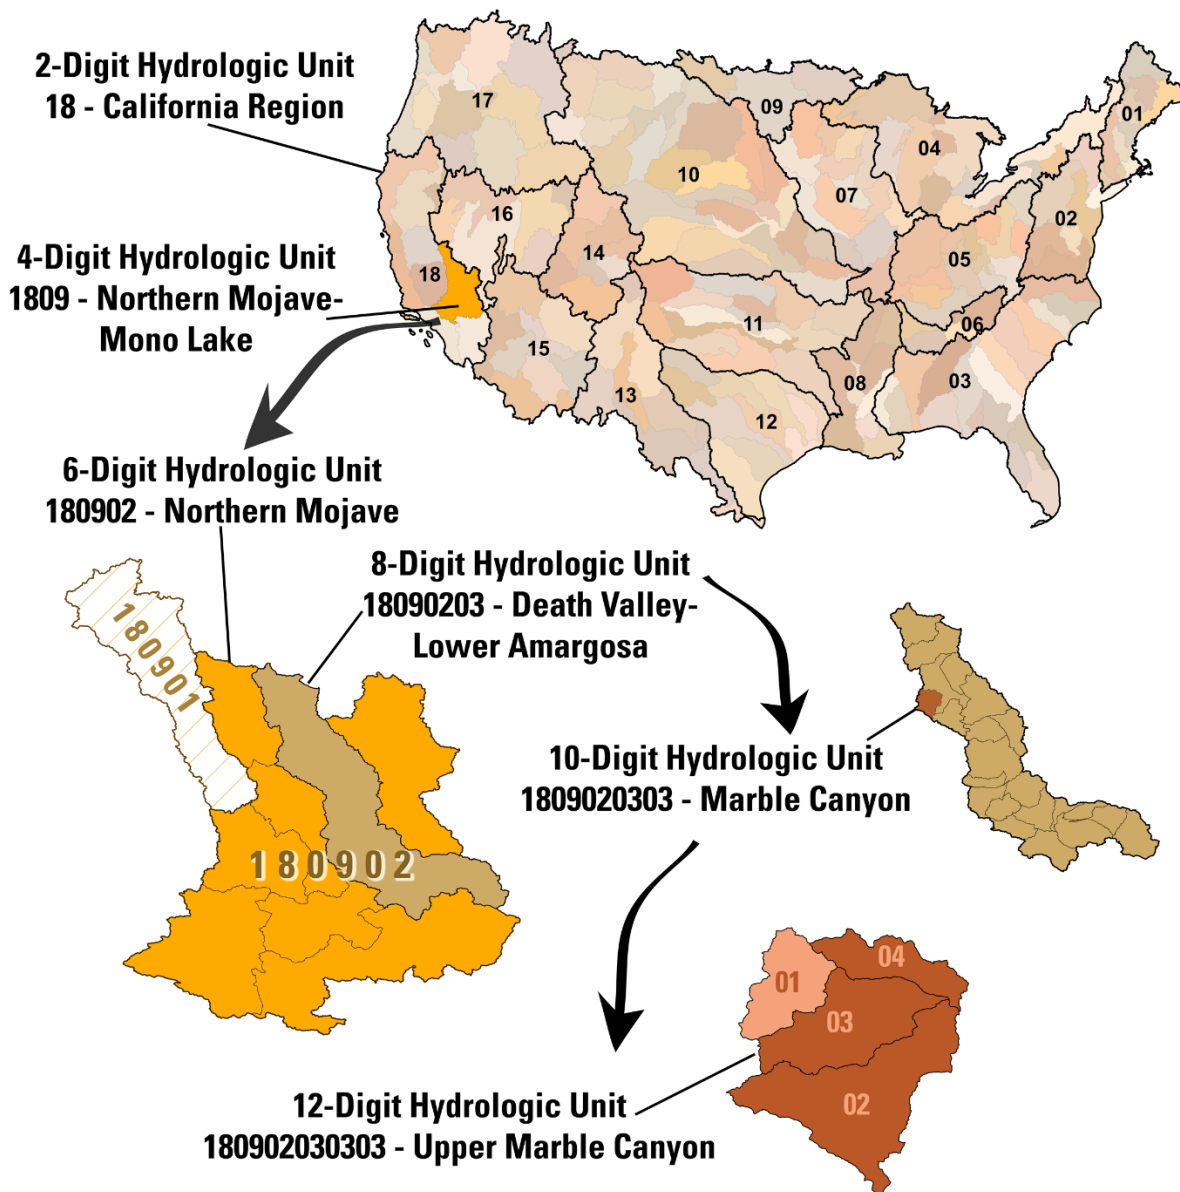 2-Digit Hydrologic Unit
18 - California Region
17
09
01
04
10
07
02
16
14
05
18
11
06
15
08
03
13
12
4-Digit Hydrologic Unit
1809 - Northern Mojave-
Mono Lake
6-Digit Hydrologic Unit
180902 - Northern Mojave
8-Digit Hydrologic Unit
18090203 - Death Valley-
Lower Amargosa
180901
180902
10-Digit Hydrologic Unit
1809020303 - Marble Canyon
04
01
03
02
12-Digit Hydrologic Unit
180902030303 - Upper Marble Canyon